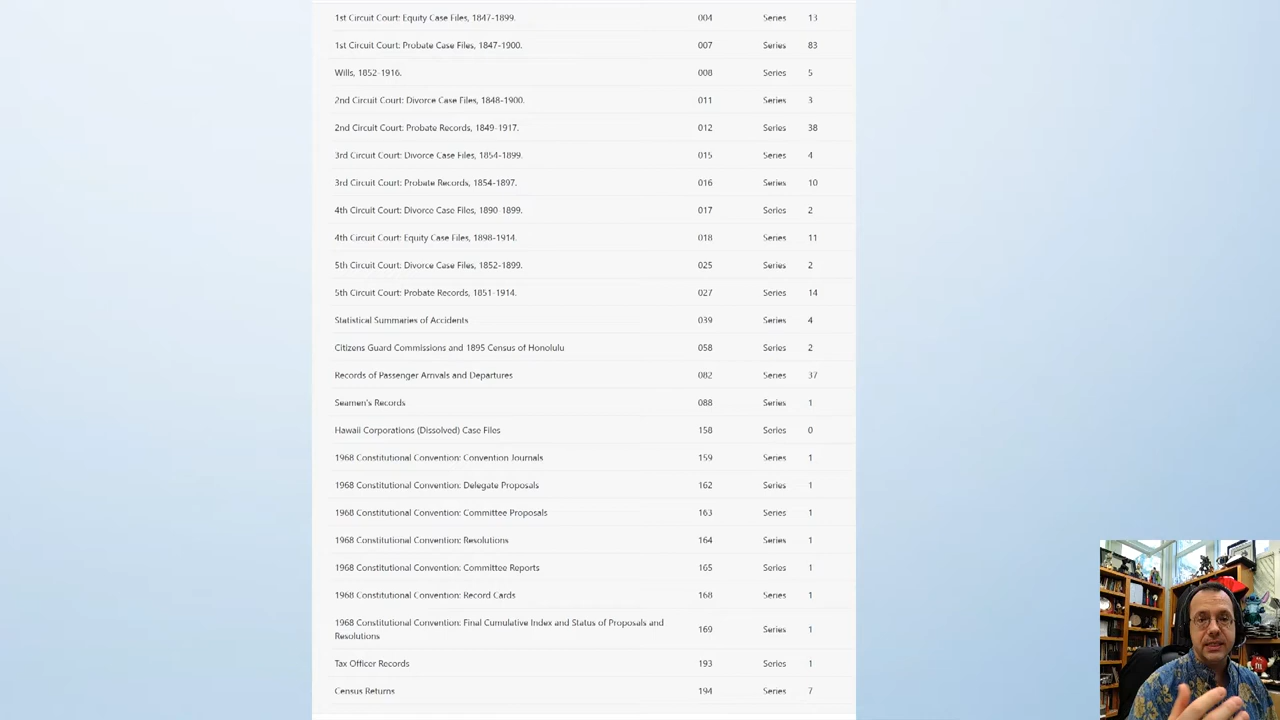 1st Circuit Court: Equity Case Files, 1847-1899. 004 Series 13
1st Circuit Court: Probate Case Files, 1847-1900. 007 Series 83
Wills, 1852-1916. 008 Series 5
2nd Circuit Court: Divorce Case Files, 1848-1900. 011 Series 3
2nd Circuit Court: Probate Records, 1849-1917. 012 Series 38
3rd Circuit Court: Divorce Case Files, 1854-1899. 015 Series 4
3rd Circuit Court: Probate Records, 1854-1897. 016 Series 10
4th Circuit Court: Divorce Case Files, 1890-1899. 017 Series 2
4th Circuit Court: Equity Case Files, 1898-1914. 018 Series 11
5th Circuit Court: Divorce Case Files, 1852-1899. 025 Series 2
5th Circuit Court: Probate Records, 1851-1914. 027 Series 14
Statistical Summaries of Accidents 039 Series 4
Citizens Guard Commissions and 1895 Census of Honolulu 058 Series 2
Records of Passenger Arrivals and Departures 082 Series 37
Seamen's Records 088 Series 1
Hawaii Corporations (Dissolved) Case Files 158 Series 0
1968 Constitutional Convention: Convention Journals 159 Series 1
1968 Constitutional Convention: Delegate Proposals 162 Series 1
1968 Constitutional Convention: Committee Proposals 163 Series 1
1968 Constitutional Convention: Resolutions 164 Series 1
1968 Constitutional Convention: Committee Reports 165 Series 1
1968 Constitutional Convention: Record Cards 168 Series 1
1968 Constitutional Convention: Final Cumulative Index and Status of Proposals and
Resolutions 169 Series 1
Tax Officer Records 193 Series 1
Census Returns 194 Series 7